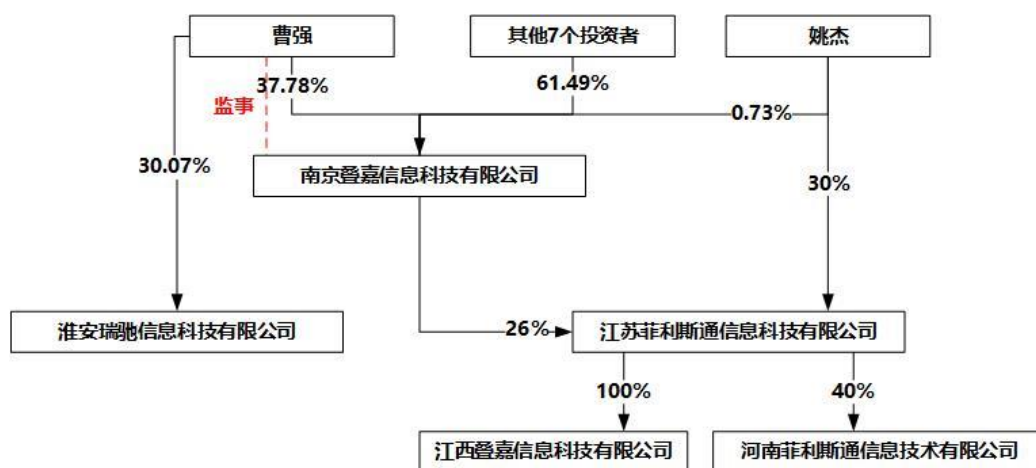 曹强
其他7个投资者
姚杰
37.78%
61.49%
监事
0.73%
30.07%
南京叠嘉信息科技有限公司
30%
淮安瑞驰信息科技有限公司
26%
江苏菲利斯通信息科技有限公司
100%
40%
江西叠嘉信息科技有限公司
河南菲利斯通信息技术有限公司